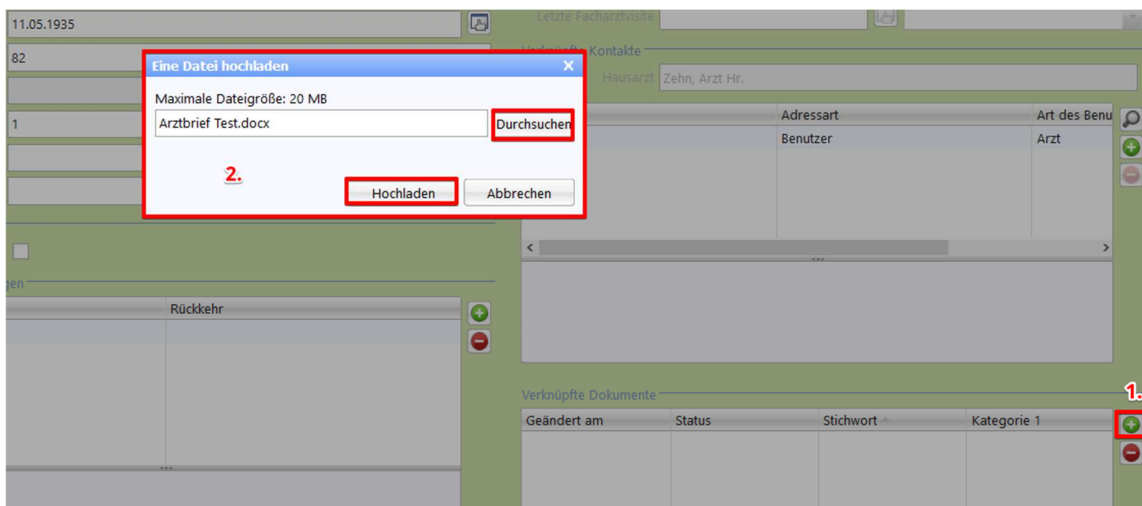 11.05.1935
Letzte Facharztvisite
82
Verknüpfte Kontakte
Hausarzt Zehn, Arzt Hr.
Eine Datei hochladen X
Maximale Dateigröße: 20 MB
Arztbrief Test.docx Durchsuchen
2.
Hochladen Abbrechen
1
Adressart Art des Benu
Benutzer Arzt
gen
Rückkehr
Verknüpfte Dokumente
1.
Geändert am Status Stichwort Kategorie 1